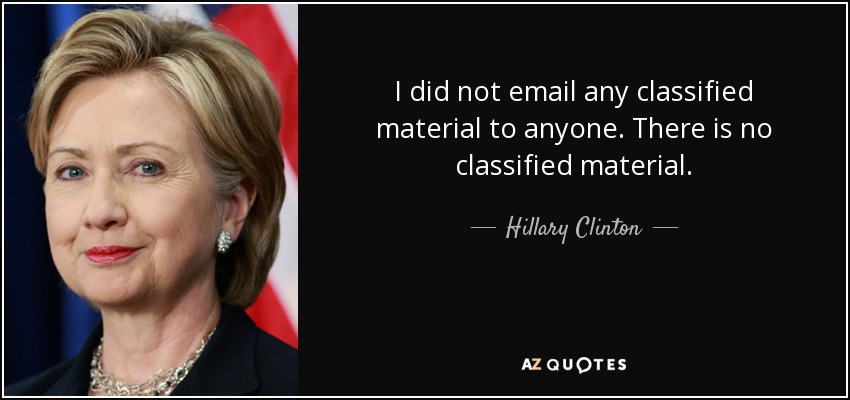 I did not email any classified
material to anyone. There is no
classified material.
— Hillary Clinton —
AZ QUOTES